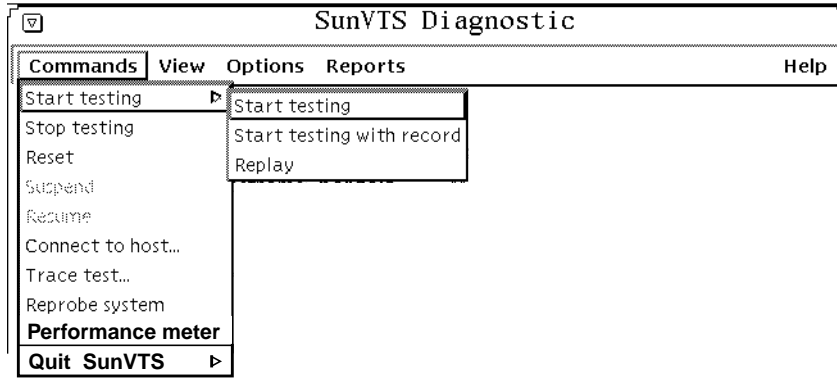 SunVTS Diagnostic
Commands View Options Reports Help
Start testing
Stop testing
Reset
Suspend
Resume
Connect to host...
Trace test...
Reprobe system
Performance meter
Quit SunVTS
Start testing
Start testing with record
Replay